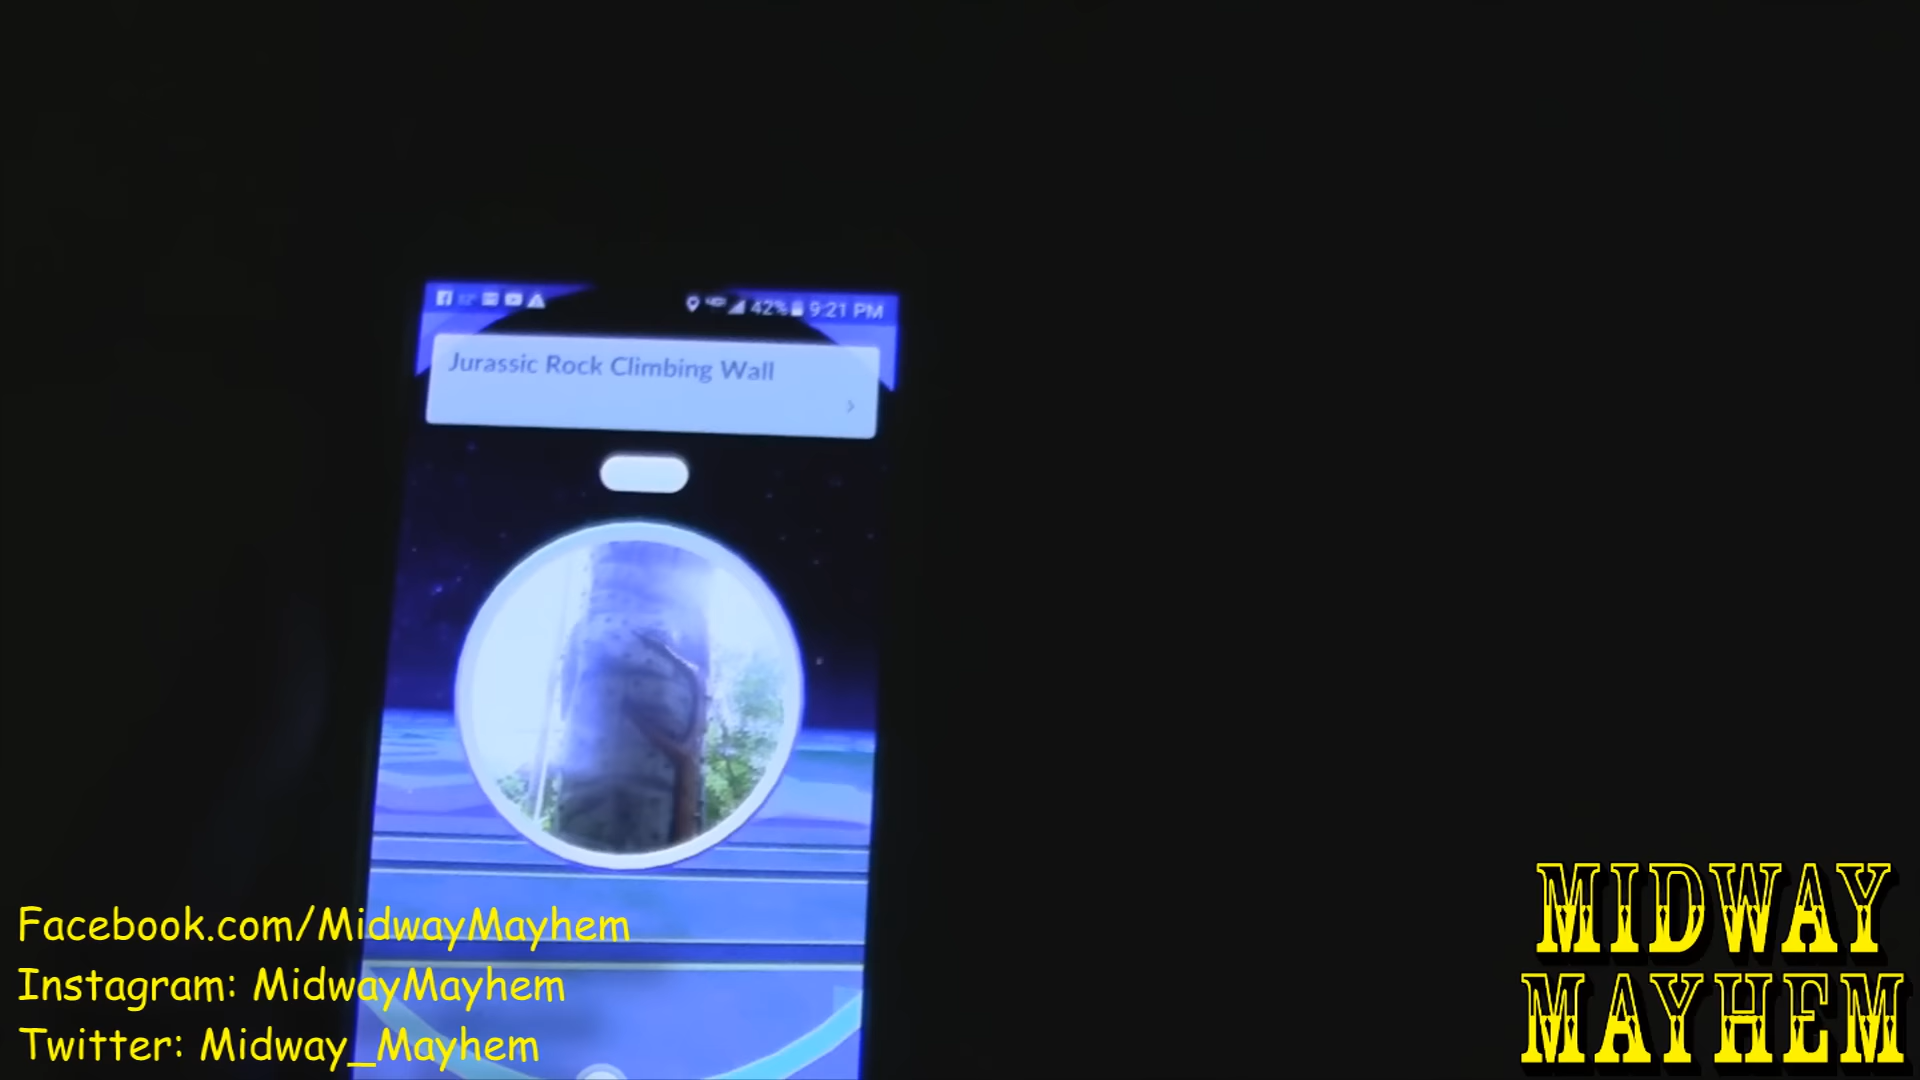 42% 9:21 PM
Jurassic Rock Climbing Wall
Facebook.com/MidwayMayhem
Instagram: MidwayMayhem
Twitter: Midway_Mayhem
MIDWAY
MAYHEM